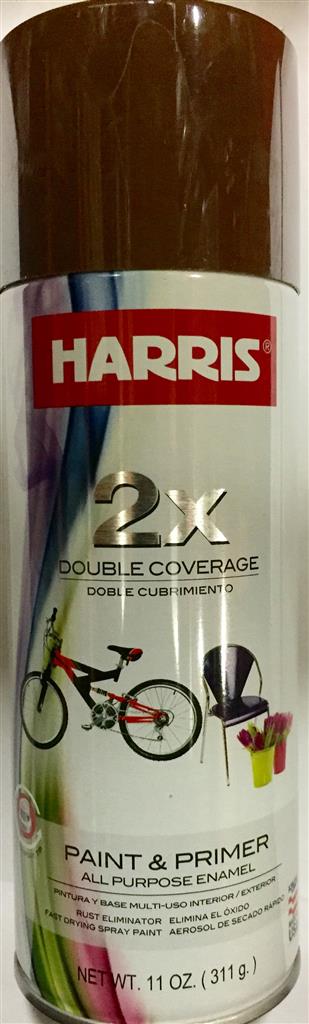 HARRIS®
2x
DOUBLE COVERAGE
DOBLE CUBRIMIENTO
PAINT & PRIMER
ALL PURPOSE ENAMEL
PINTURA Y BASE MULTI-USO INTERIOR / EXTERIOR
RUST ELIMINATOR ELIMINA EL ÓXIDO
FAST DRYING SPRAY PAINT AEROSOL DE SECADO RÁPIDO
NET WT. 11 OZ. ( 311 g. )